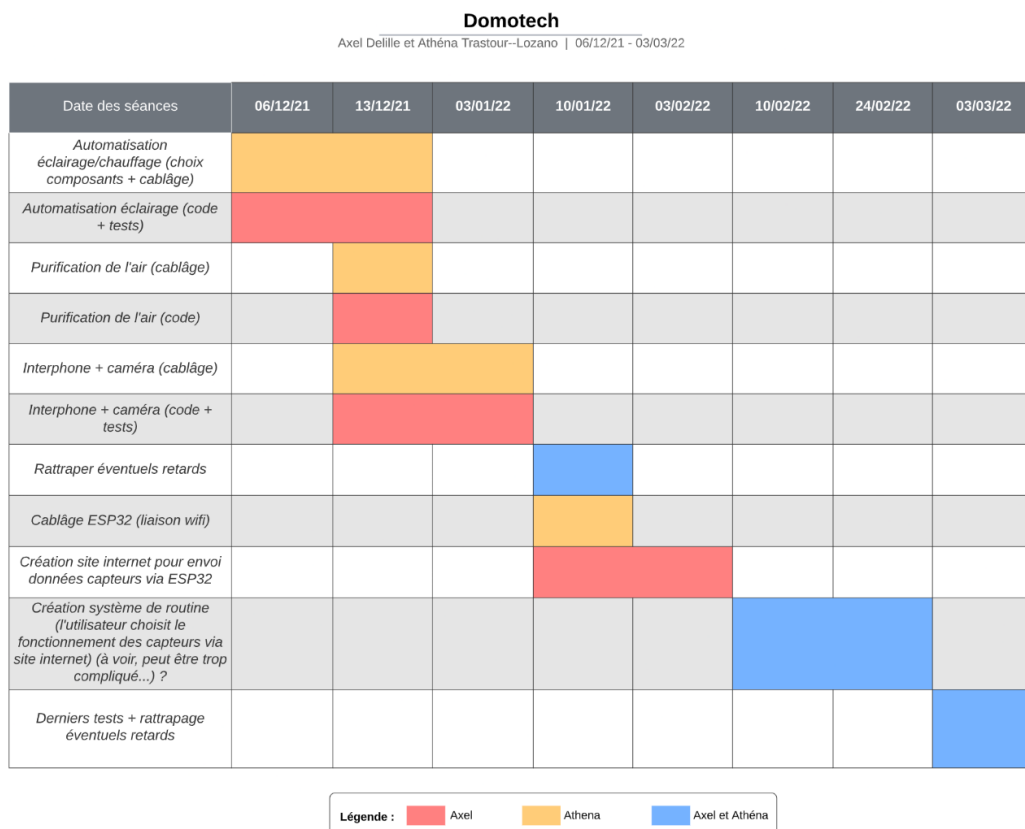 Domotech
Axel Delille et Athéna Trastour--Lozano | 06/12/21 - 03/03/22
Date des séances 06/12/21 13/12/21 03/01/22 10/01/22 03/02/22 10/02/22 24/02/22 03/03/22
Automatisation
éclairage/chauffage (choix
composants + cablâge)
Automatisation éclairage (code
+ tests)
Purification de l'air (cablâge)
Purification de l'air (code)
Interphone + caméra (cablâge)
Interphone + caméra (code +
tests)
Rattraper éventuels retards
Cablâge ESP32 (liaison wifi)
Création site internet pour envoi
données capteurs via ESP32
Création système de routine
(l'utilisateur choisit le
fonctionnement des capteurs via
site internet) (à voir, peut être trop
compliqué...) ?
Derniers tests + rattrapage
éventuels retards
Légende : Axel Athena Axel et Athéna